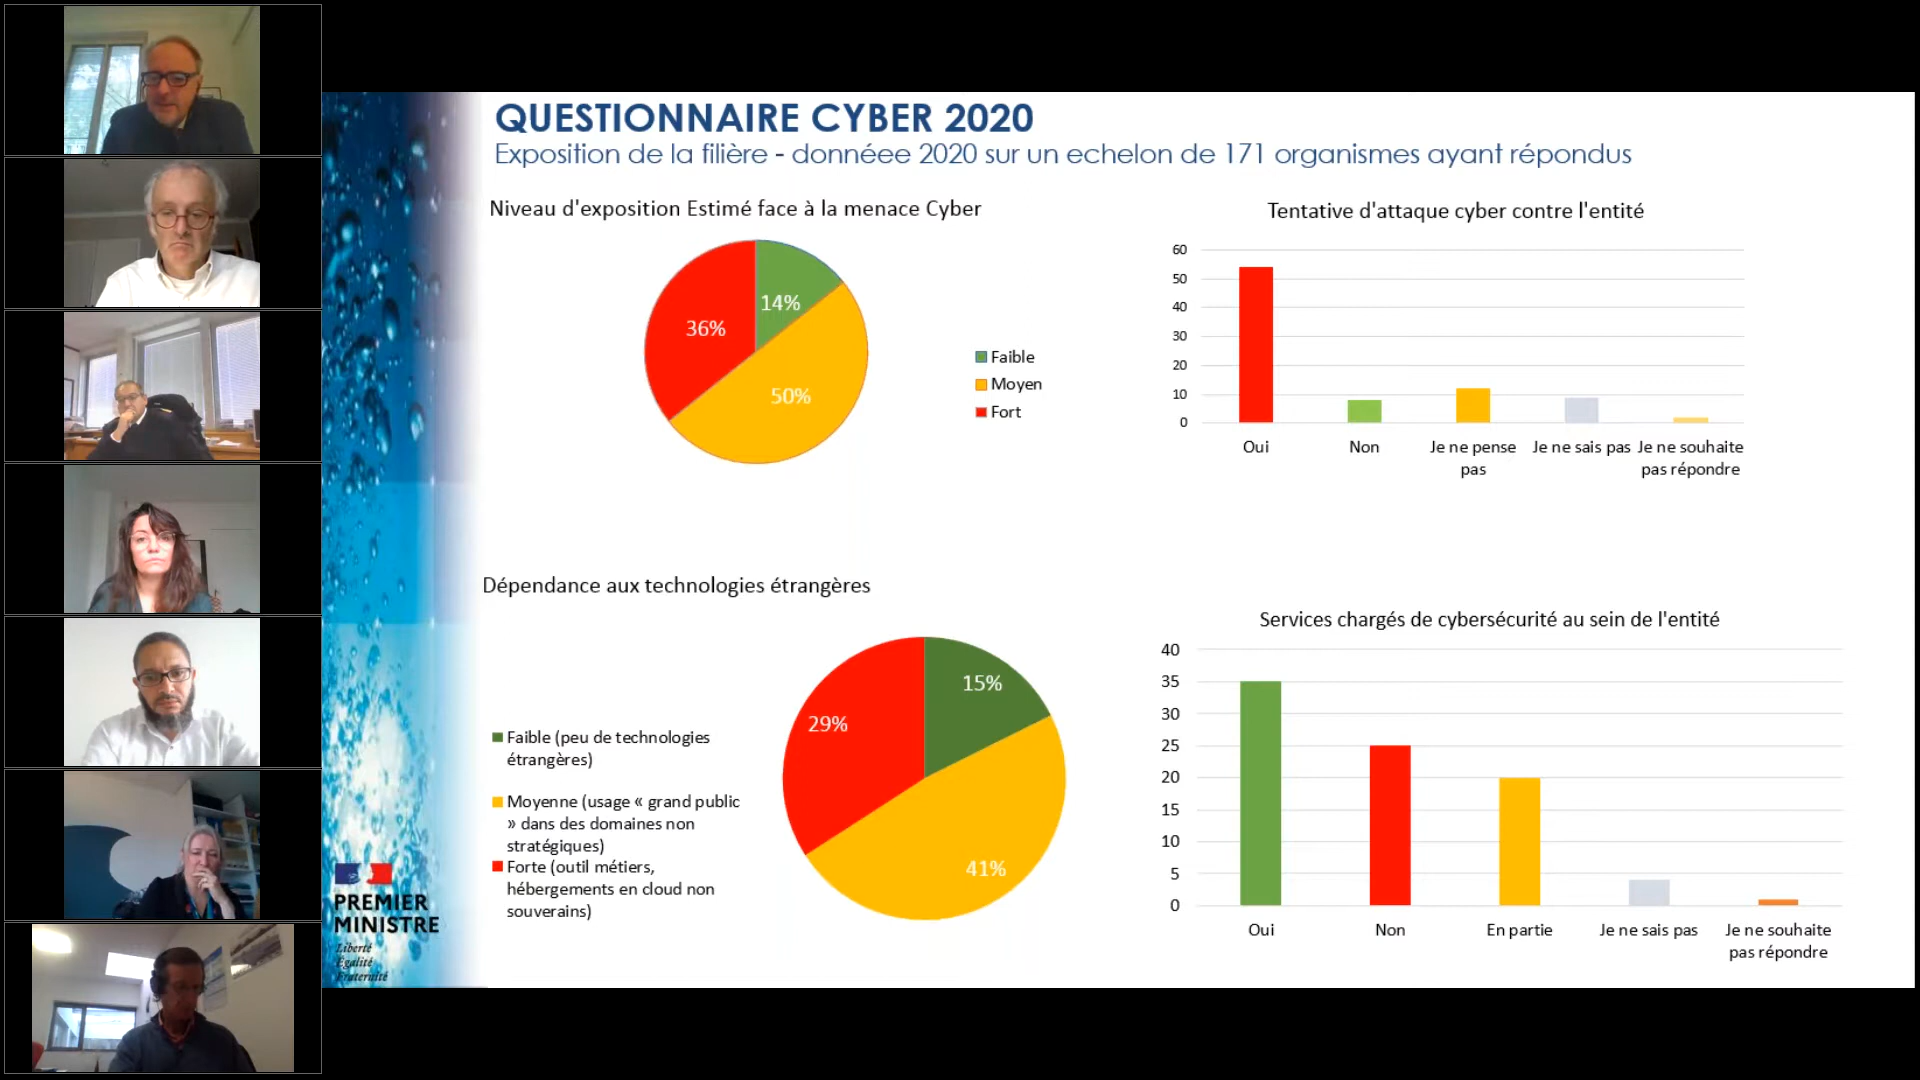 QUESTIONNAIRE CYBER 2020
Exposition de la filière - donnéee 2020 sur un echelon de 171 organismes ayant répondus
Niveau d'exposition Estimé face à la menace Cyber
14%
36%
50%
Faible
Moyen
Fort
Tentative d'attaque cyber contre l'entité
60
50
40
30
20
10
0
Oui
Non
Je ne pense
pas
Je ne sais pas
Je ne souhaite
pas répondre
Dépendance aux technologies étrangères
15%
29%
41%
Faible (peu de technologies
étrangères)
Moyenne (usage « grand public
» dans des domaines non
stratégiques)
Forte (outil métiers,
hébergements en cloud non
souverains)
Services chargés de cybersécurité au sein de l'entité
40
35
30
25
20
15
10
5
0
Oui
Non
En partie
Je ne sais pas
Je ne souhaite
pas répondre
PREMIER
MINISTRE
Liberté
Égalité
Fraternité